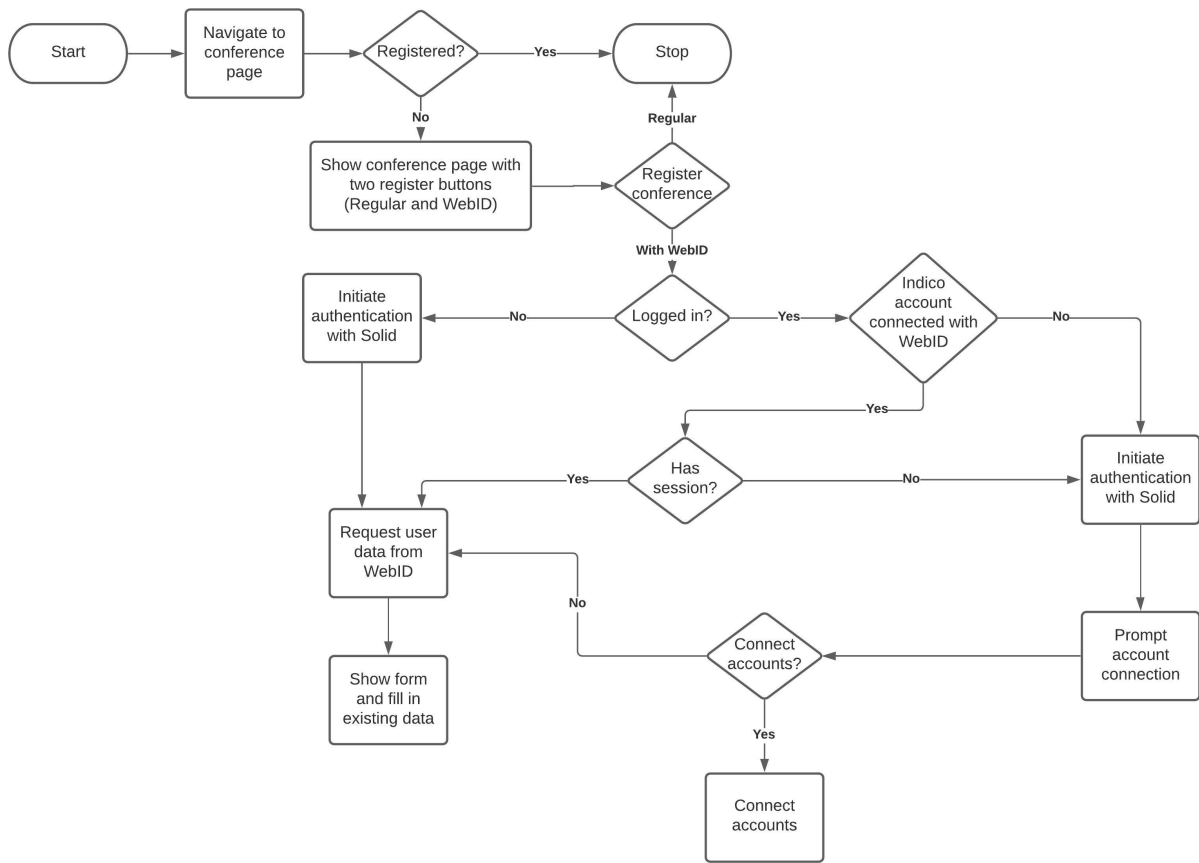 Start
Navigate to
conference
page
Registered?
Yes
Stop
No
Regular
Show conference page with
two register buttons
(Regular and WebID)
Register
conference
With WebID
Initiate
authentication
with Solid
No
Logged in?
Yes
Indico
account
connected with
WebID
No
Yes
Has
session?
Yes
No
Initiate
authentication
with Solid
Request user
data from
WebID
No
Connect
accounts?
Prompt
account
connection
Show form
and fill in
existing data
Yes
Connect
accounts